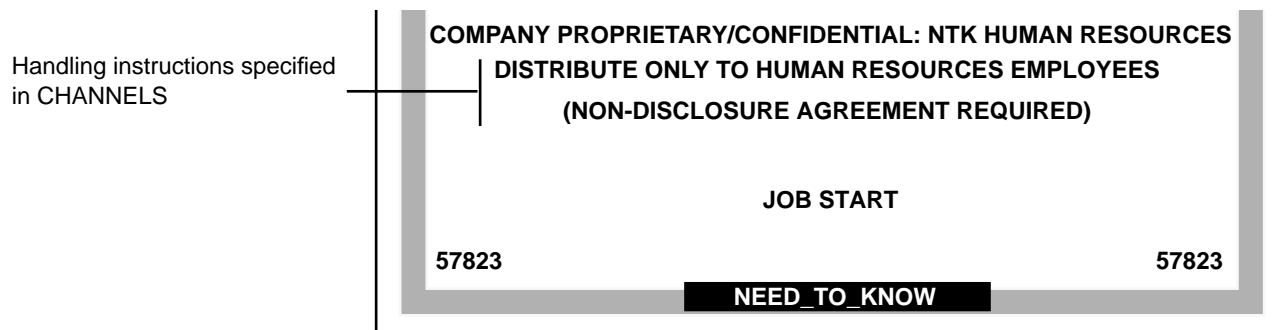 Handling instructions specified
in CHANNELS
COMPANY PROPRIETARY/CONFIDENTIAL: NTK HUMAN RESOURCES
DISTRIBUTE ONLY TO HUMAN RESOURCES EMPLOYEES
(NON-DISCLOSURE AGREEMENT REQUIRED)
JOB START
57823 57823
NEED_TO_KNOW